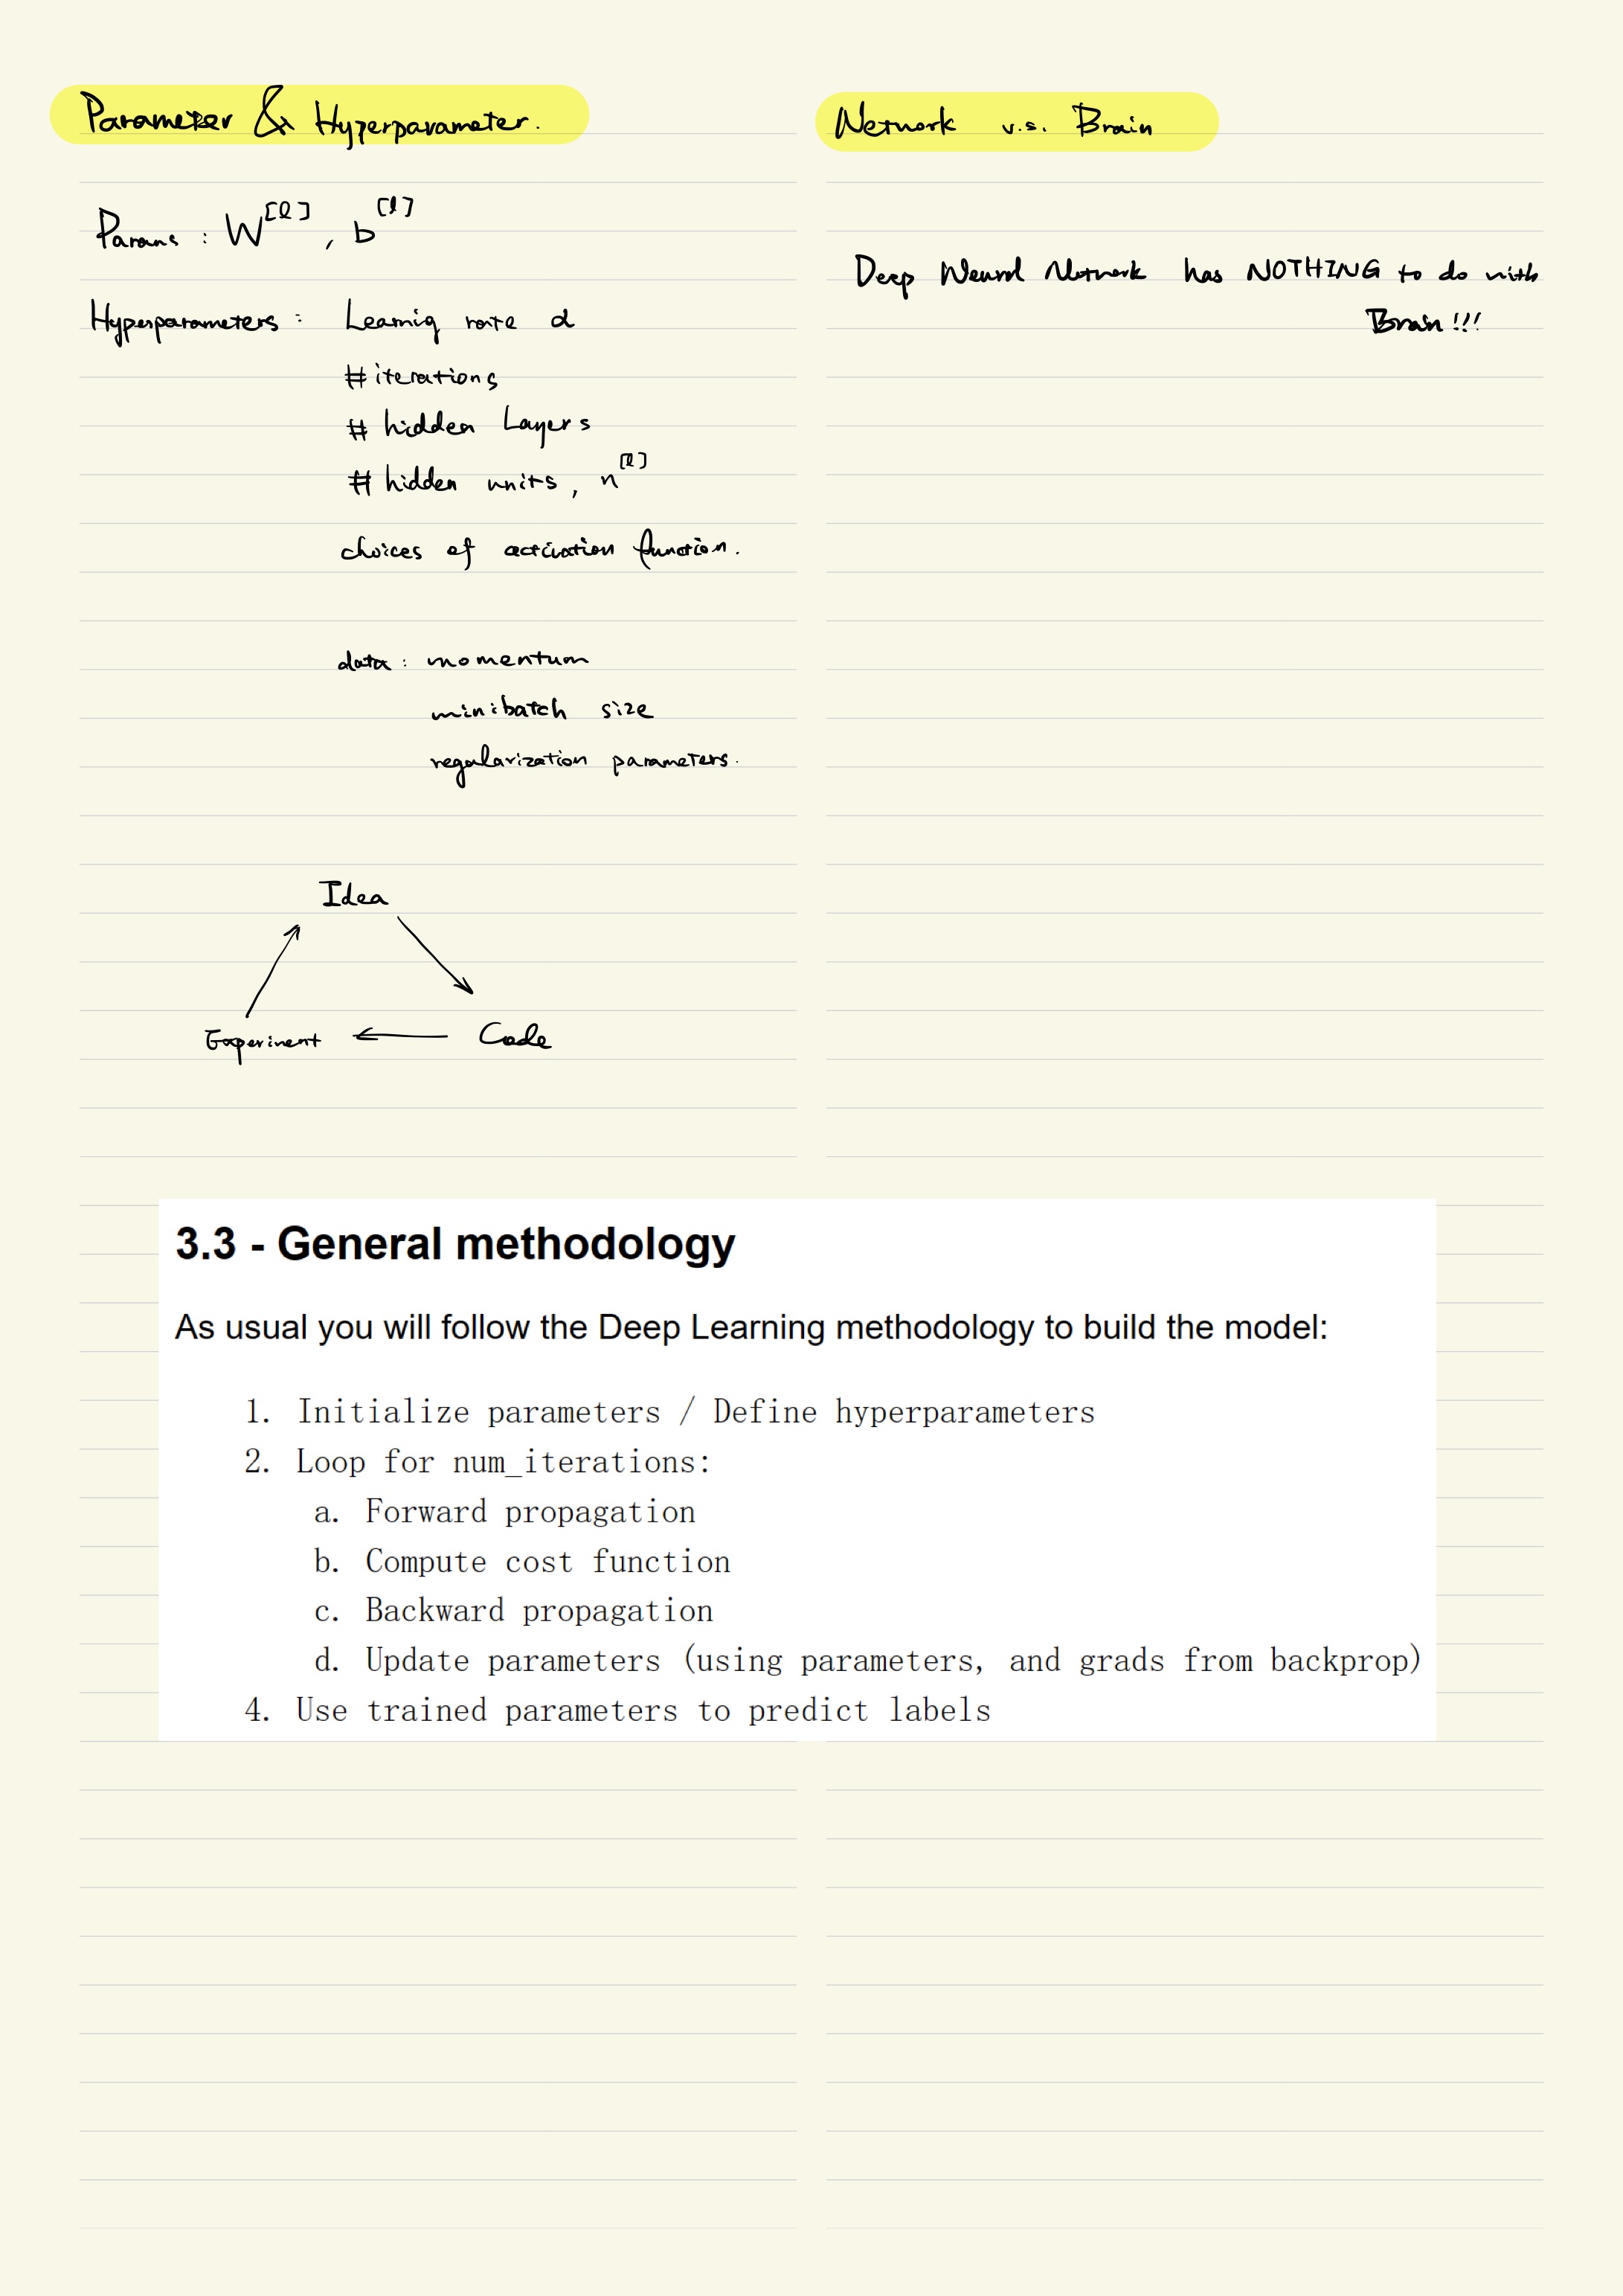 Parameter & Hyperparameter.
Params : W[l] , b[l]
Hyperparameters : Learnig rate α
# iterations
# hidden Layers
# hidden units , n[l]
choices of activation function.
data : momentum
minibatch size
regularization parameters.
Idea
Experiment ← Code
Network v.s. Brain
Deep Neural Network has NOTHING to do with
Brain !!!
3.3 - General methodology
As usual you will follow the Deep Learning methodology to build the model:
1. Initialize parameters / Define hyperparameters
2. Loop for num_iterations:
a. Forward propagation
b. Compute cost function
c. Backward propagation
d. Update parameters (using parameters, and grads from backprop)
4. Use trained parameters to predict labels